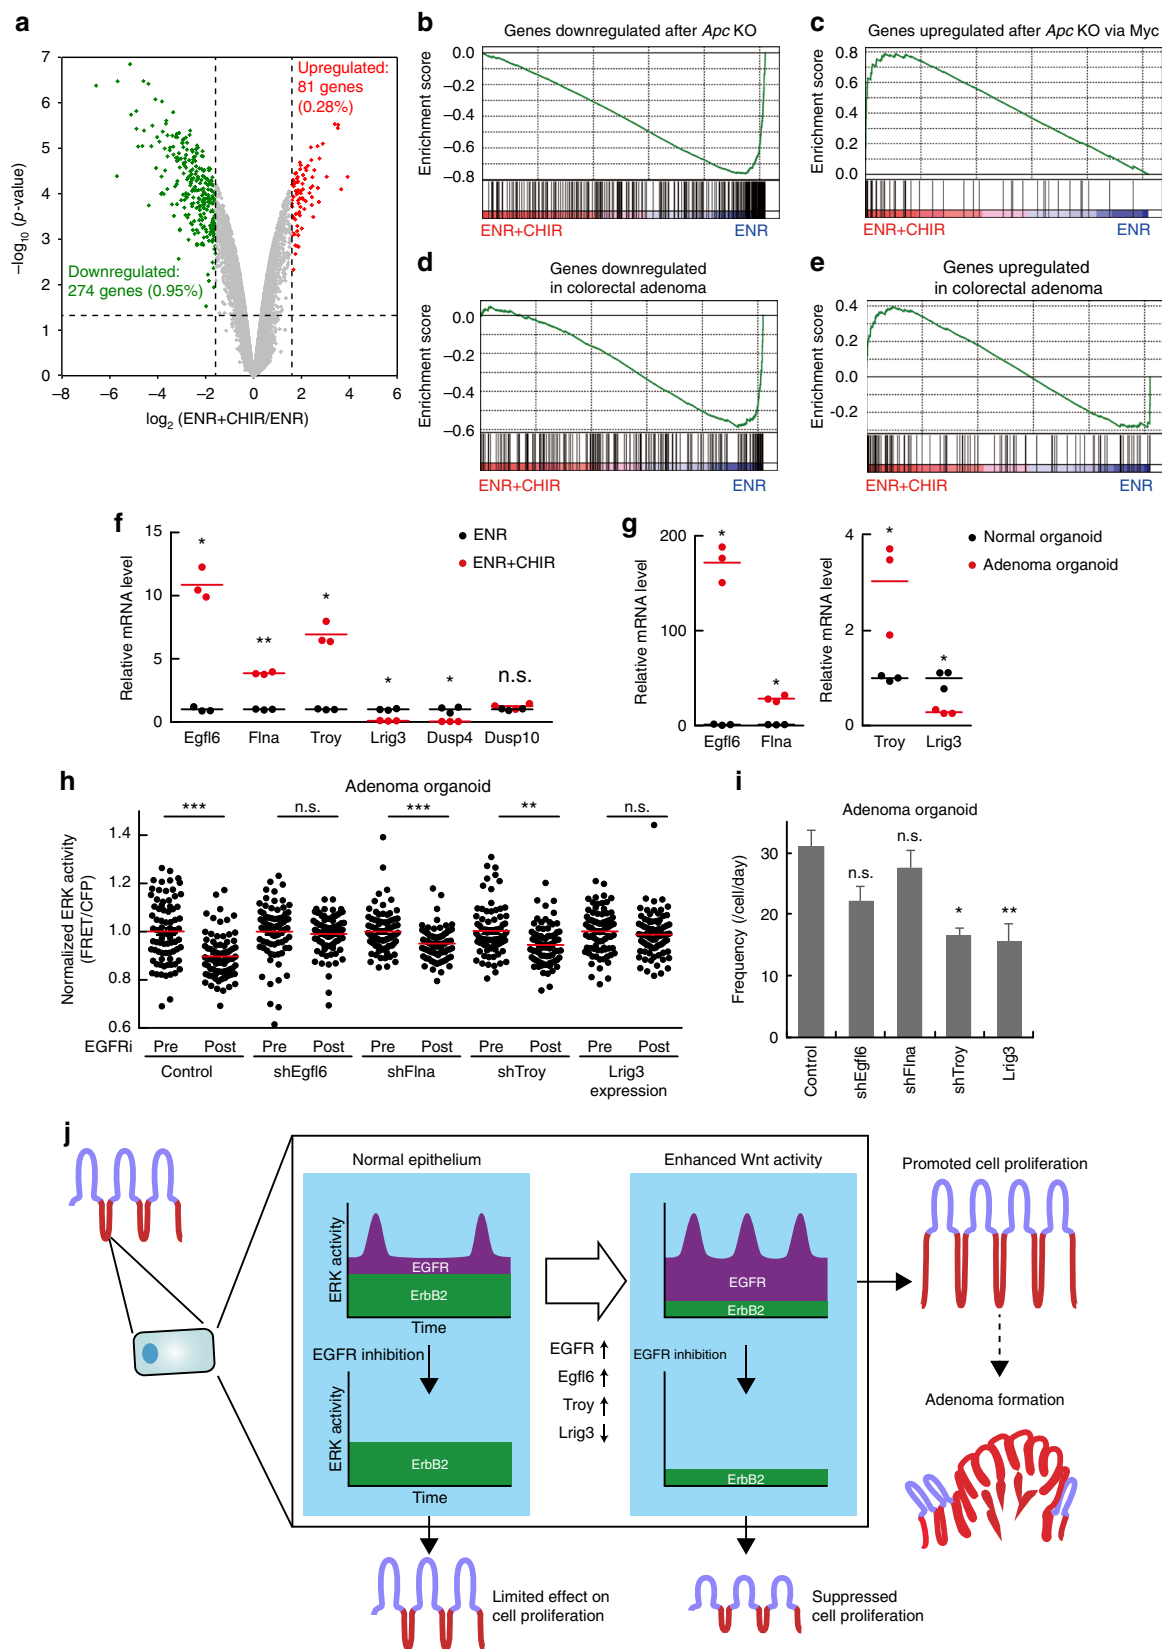 a
Upregulated:
81 genes
(0.28%)
Downregulated:
274 genes (0.95%)
–log10 (p-value)
7
6
5
4
3
2
1
0
–8
–6
–4
–2
0
2
4
6
log2 (ENR+CHIR/ENR)
b
Genes downregulated after Apc KO
Enrichment score
0.0
–0.2
–0.4
–0.6
–0.8
ENR+CHIR
ENR
c
Genes upregulated after Apc KO via Myc
Enrichment score
0.8
0.6
0.4
0.2
0.0
ENR+CHIR
ENR
d
Genes downregulated
in colorectal adenoma
Enrichment score
0.0
–0.2
–0.4
–0.6
ENR+CHIR
ENR
e
Genes upregulated
in colorectal adenoma
Enrichment score
0.4
0.2
0.0
–0.2
ENR+CHIR
ENR
f
Relative mRNA level
15
10
5
0
* ** * * * n.s.
ENR
ENR+CHIR
Egfl6 Flna Troy Lrig3 Dusp4 Dusp10
g
Relative mRNA level
200
100
0
* *
Egfl6 Flna
Relative mRNA level
4
2
0
* *
Troy Lrig3
Normal organoid
Adenoma organoid
h
Adenoma organoid
*** n.s. *** ** n.s.
Normalized ERK activity
(FRET/CFP)
1.4
1.2
1.0
0.8
0.6
EGFRi Pre Post Pre Post Pre Post Pre Post Pre Post
Control shEgfl6 shFlna shTroy Lrig3
expression
i
Adenoma organoid
Frequency (/cell/day)
30
20
10
0
n.s. n.s. * **
Control
shEgfl6
shFlna
shTroy
Lrig3
j
Normal epithelium
ERK activity
EGFR
ErbB2
Time
EGFR inhibition
ERK activity
ErbB2
Time
Limited effect on
cell proliferation
EGFR ↑
Egfl6 ↑
Troy ↑
Lrig3 ↓
Enhanced Wnt activity
EGFR
ErbB2
EGFR inhibition
ErbB2
Suppressed
cell proliferation
Promoted cell proliferation
Adenoma formation